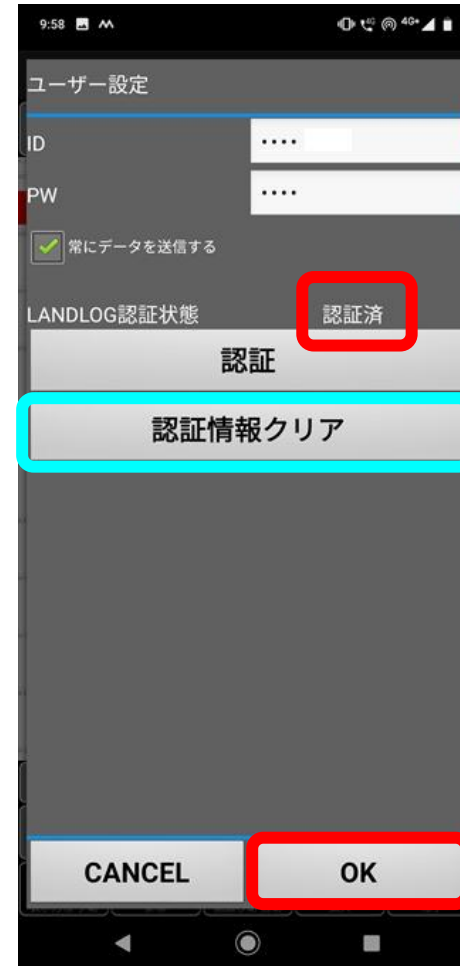 9:58
4G 4G+
ユーザー設定
ID ••••
PW ••••
常にデータを送信する
LANDLOG認証状態 認証済
認証
認証情報クリア
CANCEL OK